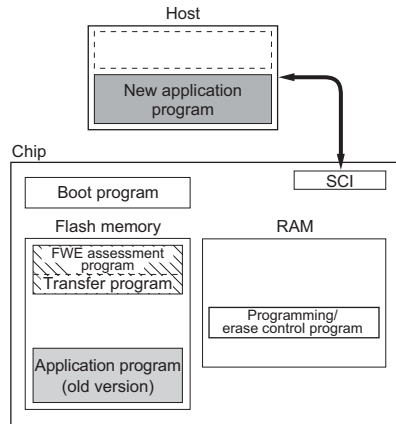 Host
New application
program
Chip
SCI
Boot program
Flash memory
RAM
FWE assessment
program
Transfer program
Programming/
erase control program
Application program
(old version)